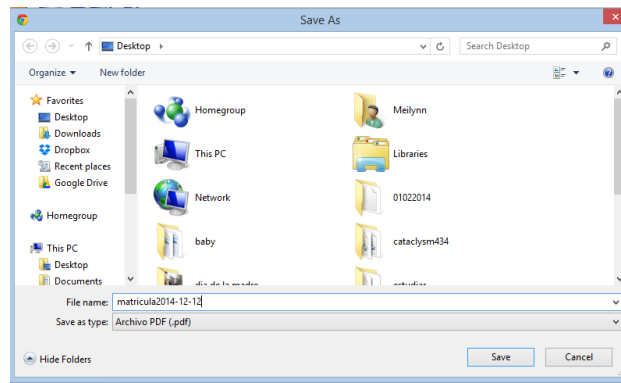 Save As
Desktop
Search Desktop
Organize
New folder
Favorites
Desktop
Downloads
Dropbox
Recent places
Google Drive
Homegroup
This PC
Desktop
Documents
Homegroup
Meilynn
This PC
Libraries
Network
01022014
baby
cataclysm434
dia de la madre
estudiar
File name: matricula2014-12-12
Save as type: Archivo PDF (.pdf)
Hide Folders
Save
Cancel